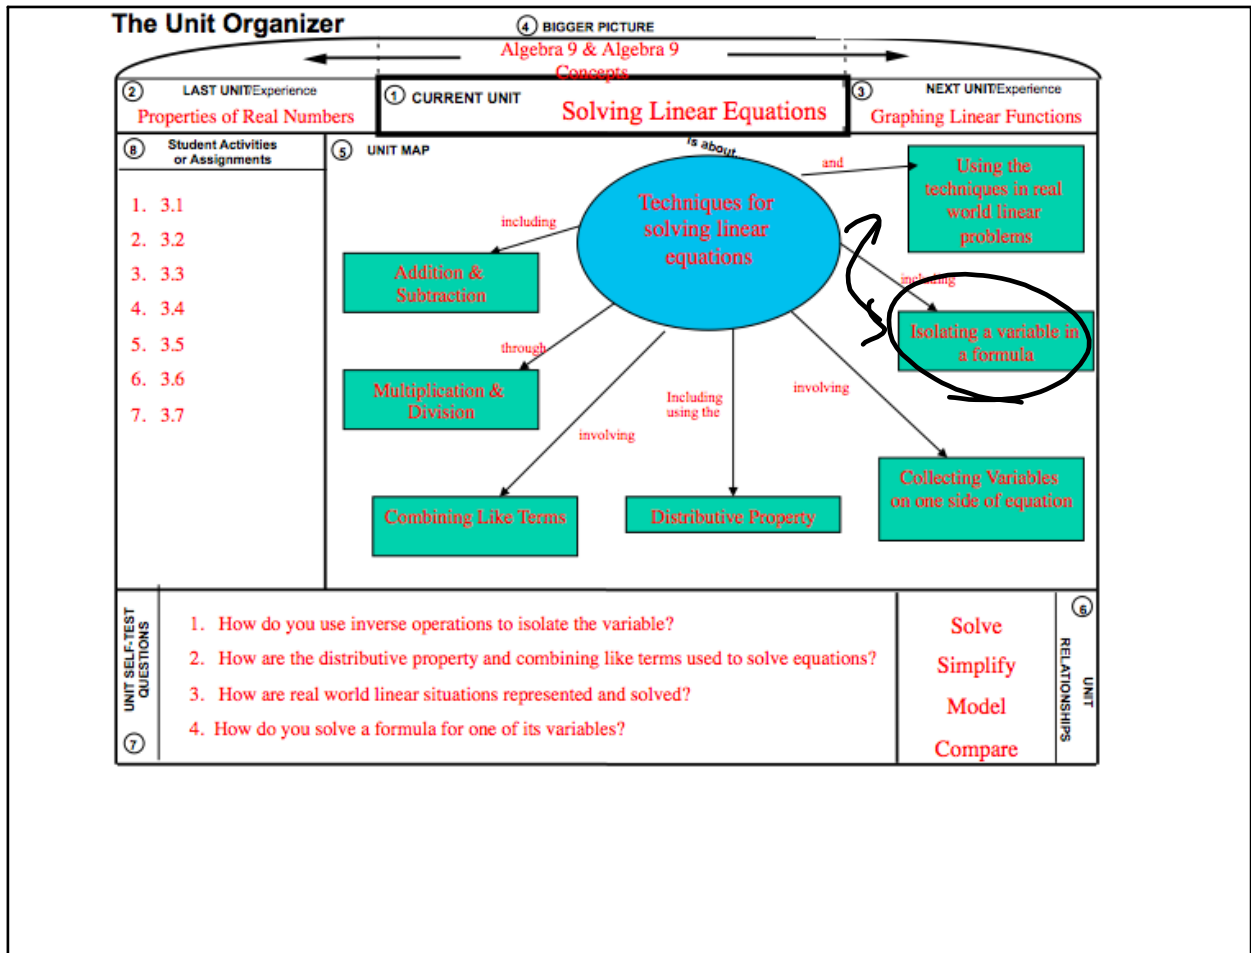 The Unit Organizer
4 BIGGER PICTURE
Algebra 9 & Algebra 9
Concepts
2 LAST UNIT/Experience
Properties of Real Numbers
1 CURRENT UNIT
Solving Linear Equations
3 NEXT UNIT/Experience
Graphing Linear Functions
8 Student Activities
or Assignments
1. 3.1
2. 3.2
3. 3.3
4. 3.4
5. 3.5
6. 3.6
7. 3.7
5 UNIT MAP
is about...
Techniques for
solving linear
equations
and
Using the
techniques in real
world linear
problems
including
Addition &
Subtraction
including
Isolating a variable in
a formula
through
Multiplication &
Division
involving
Combining Like Terms
Including
using the
Distributive Property
involving
Collecting Variables
on one side of equation
UNIT SELF-TEST
QUESTIONS
7
1. How do you use inverse operations to isolate the variable?
2. How are the distributive property and combining like terms used to solve equations?
3. How are real world linear situations represented and solved?
4. How do you solve a formula for one of its variables?
Solve
Simplify
Model
Compare
6
UNIT
RELATIONSHIPS